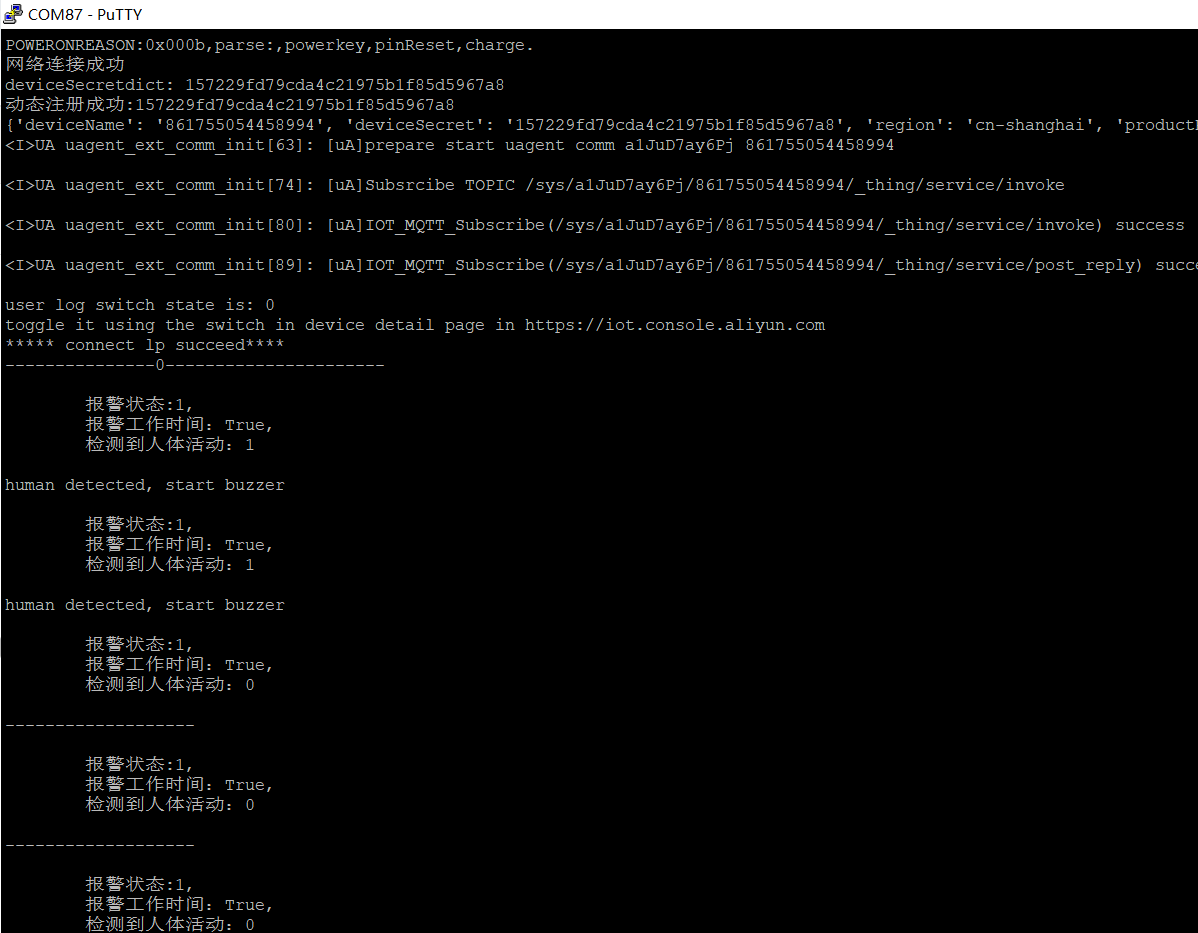 COM87 - PuTTY
POWERONREASON:0x000b,parse:,powerkey,pinReset,charge.
网络连接成功
deviceSecretdict: 157229fd79cda4c21975b1f85d5967a8
动态注册成功:157229fd79cda4c21975b1f85d5967a8
{'deviceName': '861755054458994', 'deviceSecret': '157229fd79cda4c21975b1f85d5967a8', 'region': 'cn-shanghai', 'product
<I>UA uagent_ext_comm_init[63]: [uA]prepare start uagent comm a1JuD7ay6Pj 861755054458994
<I>UA uagent_ext_comm_init[74]: [uA]Subsrcibe TOPIC /sys/a1JuD7ay6Pj/861755054458994/_thing/service/invoke
<I>UA uagent_ext_comm_init[80]: [uA]IOT_MQTT_Subscribe(/sys/a1JuD7ay6Pj/861755054458994/_thing/service/invoke) success
<I>UA uagent_ext_comm_init[89]: [uA]IOT_MQTT_Subscribe(/sys/a1JuD7ay6Pj/861755054458994/_thing/service/post_reply) succe
user log switch state is: 0
toggle it using the switch in device detail page in https://iot.console.aliyun.com
***** connect lp succeed****
---------------0----------------------
报警状态:1,
报警工作时间：True,
检测到人体活动：1
human detected, start buzzer
报警状态:1,
报警工作时间：True,
检测到人体活动：1
human detected, start buzzer
报警状态:1,
报警工作时间：True,
检测到人体活动：0
-------------------
报警状态:1,
报警工作时间：True,
检测到人体活动：0
-------------------
报警状态:1,
报警工作时间：True,
检测到人体活动：0